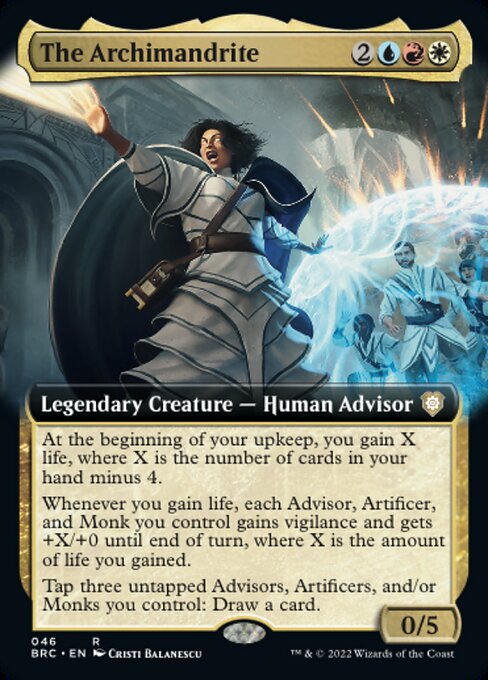 The Archimandrite 2
Legendary Creature — Human Advisor
At the beginning of your upkeep, you gain X
life, where X is the number of cards in your
hand minus 4.
Whenever you gain life, each Advisor, Artificer,
and Monk you control gains vigilance and gets
+X/+0 until end of turn, where X is the amount
of life you gained.
Tap three untapped Advisors, Artificers, and/or
Monks you control: Draw a card.
0/5
046 R
BRC • EN Cristi Balanescu
™ & © 2022 Wizards of the Coast